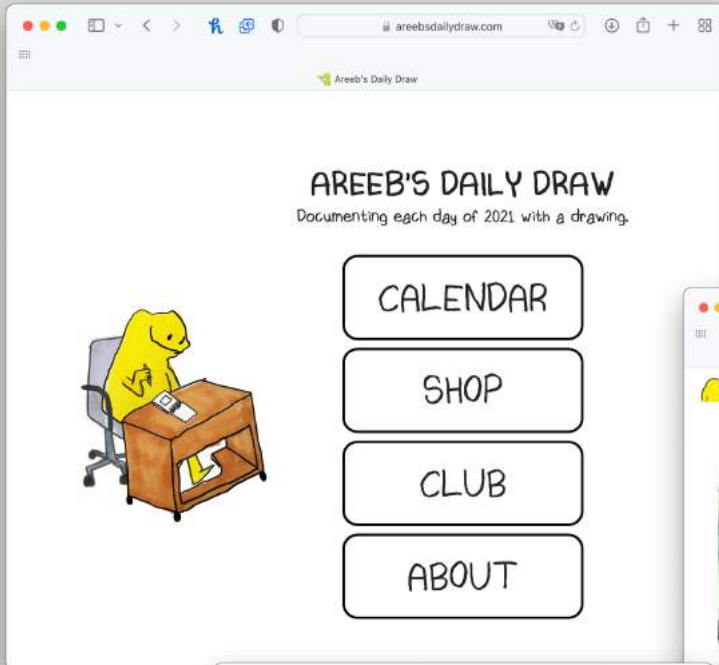 areebsdailydraw.com
Areeb's Daily Draw
AREEB'S DAILY DRAW
Documenting each day of 2021 with a drawing.
CALENDAR
SHOP
CLUB
ABOUT